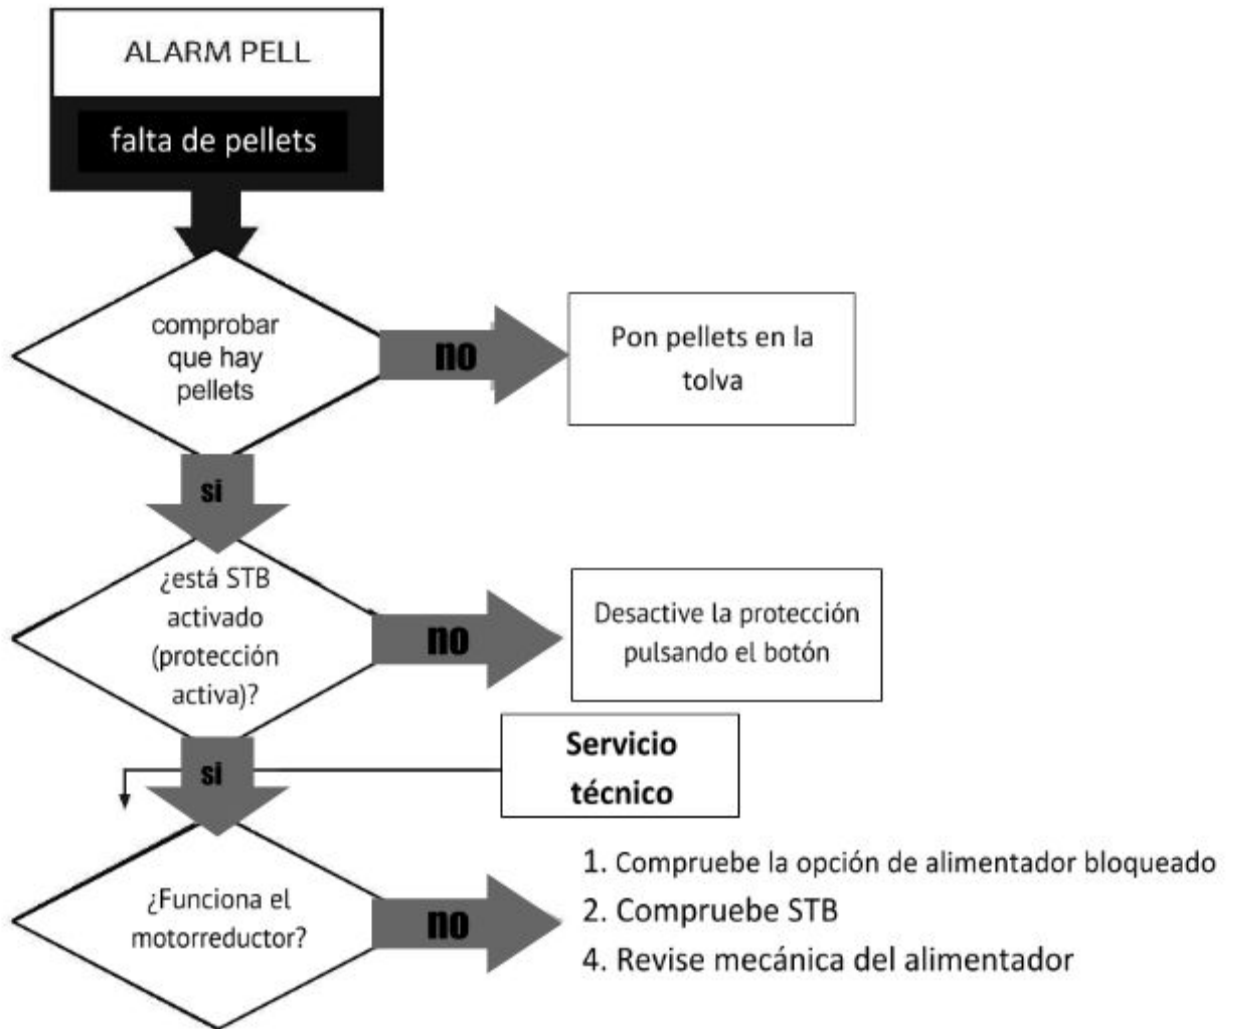 ALARM PELL
falta de pellets
comprobar
que hay
pellets
no
Pon pellets en la
tolva
si
¿está STB
activado
(protección
activa)?
no
Desactive la protección
pulsando el botón
si
Servicio
técnico
¿Funciona el
motorreductor?
no
1. Compruebe la opción de alimentador bloqueado
2. Compruebe STB
4. Revise mecánica del alimentador